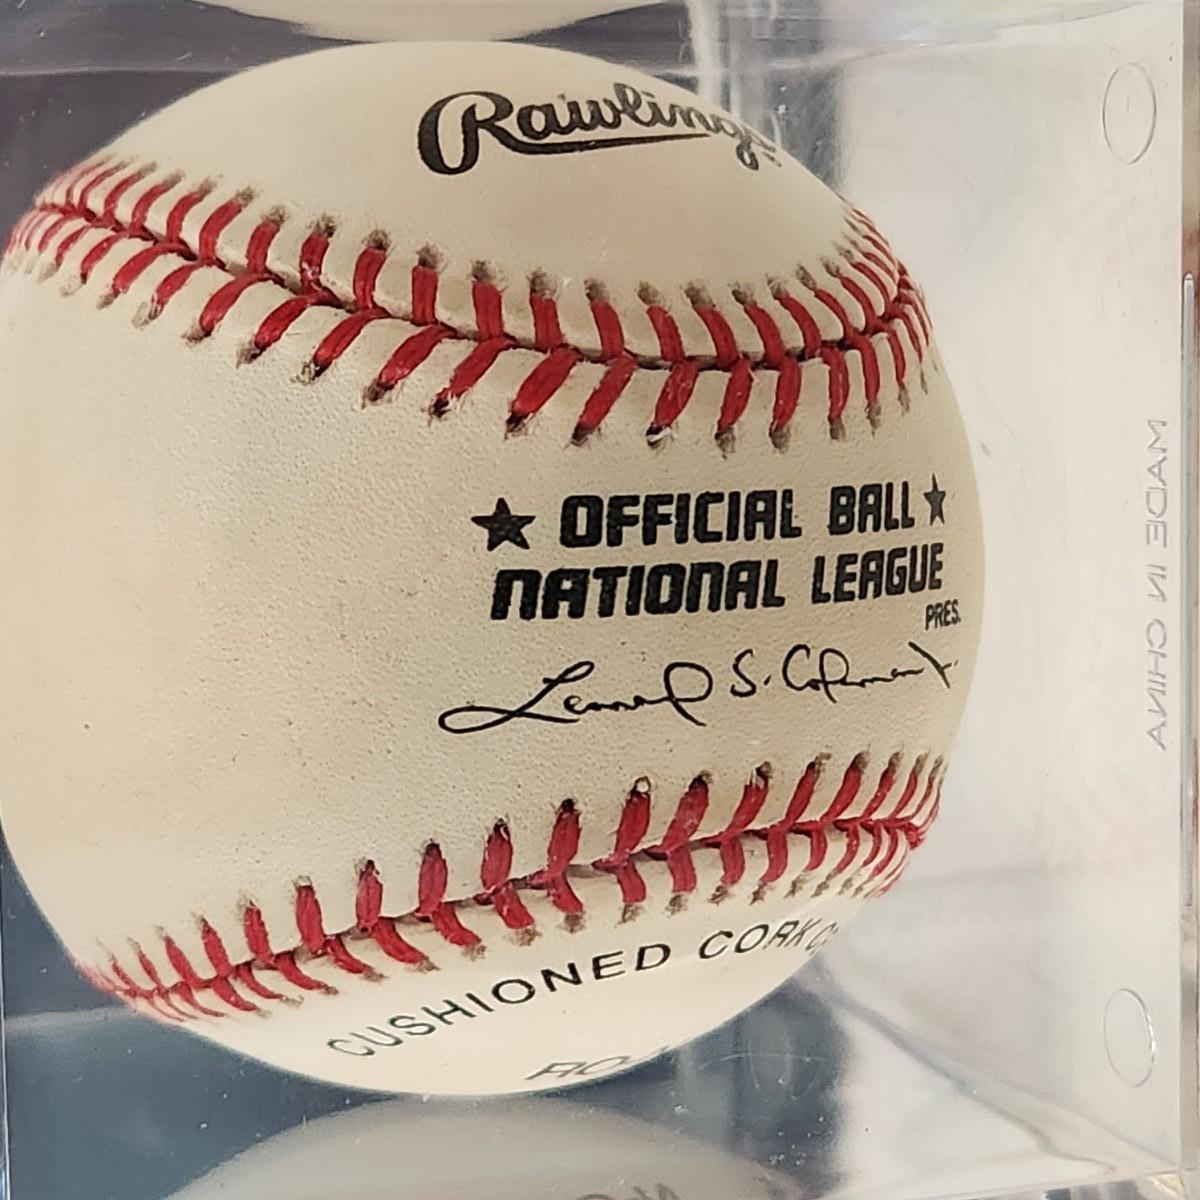 Rawlings
★ OFFICIAL BALL ★
NATIONAL LEAGUE
PRES.
Leonard S. Coleman Jr.
CUSHIONED CORK
MADE IN CHINA